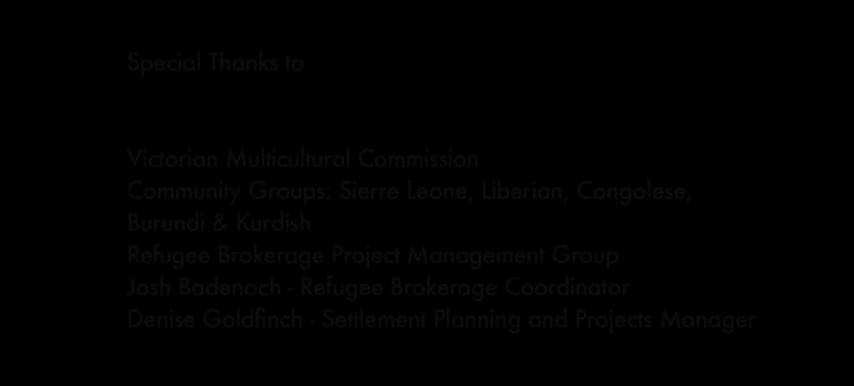 Special Thanks to
Victorian Multicultural Commission
Community Groups: Sierre Leone, Liberian, Congolese,
Burundi & Kurdish
Refugee Brokerage Project Management Group
Josh Badenoch - Refugee Brokerage Coordinator
Denise Goldfinch - Settlement Planning and Projects Manager